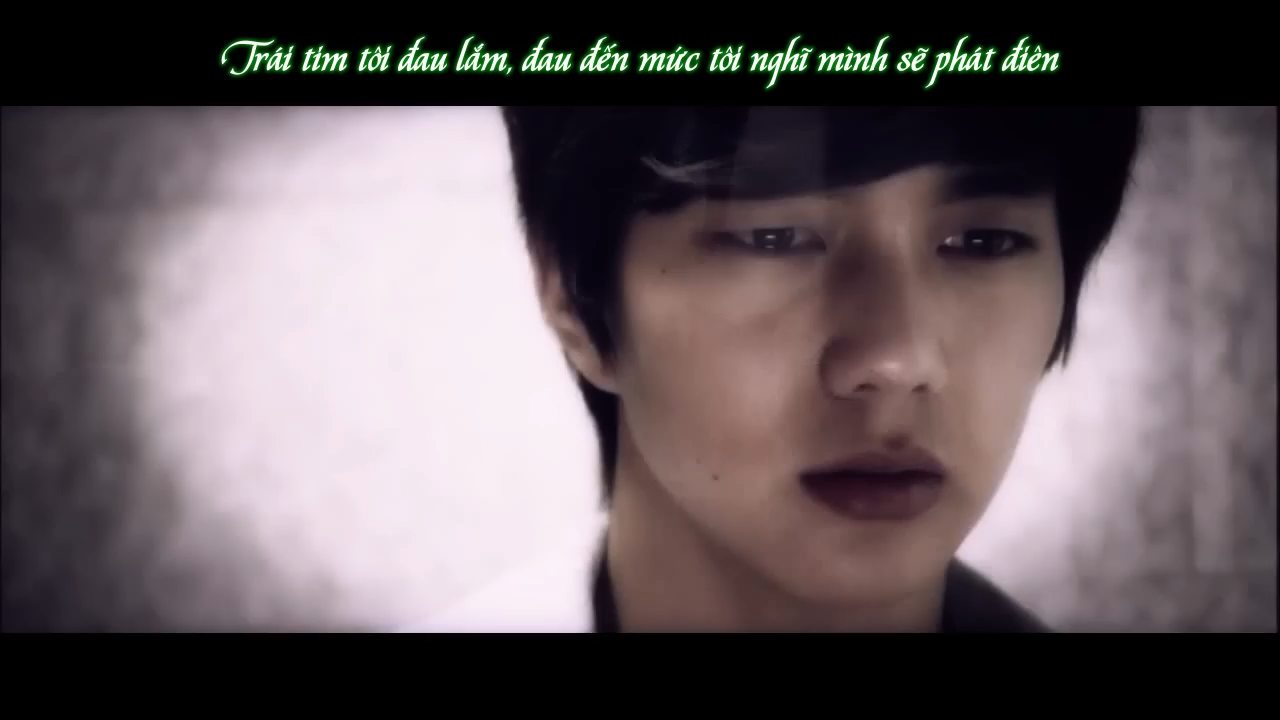 Trái tim tôi đau lắm, đau đến mức tôi nghĩ mình sẽ phát điên